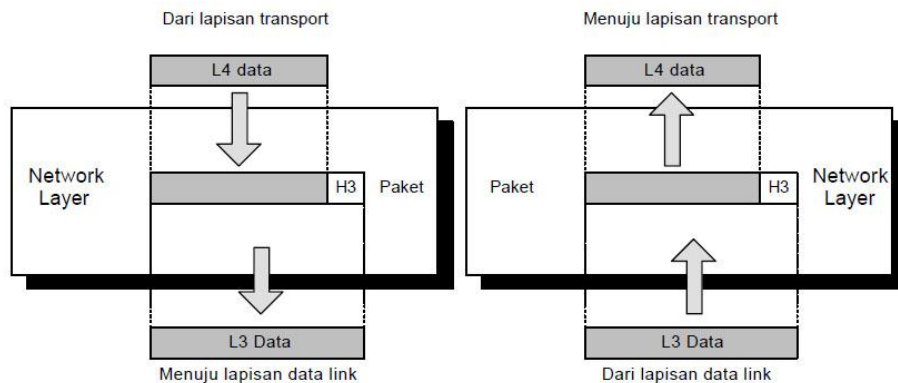 Dari lapisan transport
L4 data
Network
Layer
H3
Paket
L3 Data
Menuju lapisan data link
Menuju lapisan transport
L4 data
Paket
H3
Network
Layer
L3 Data
Dari lapisan data link